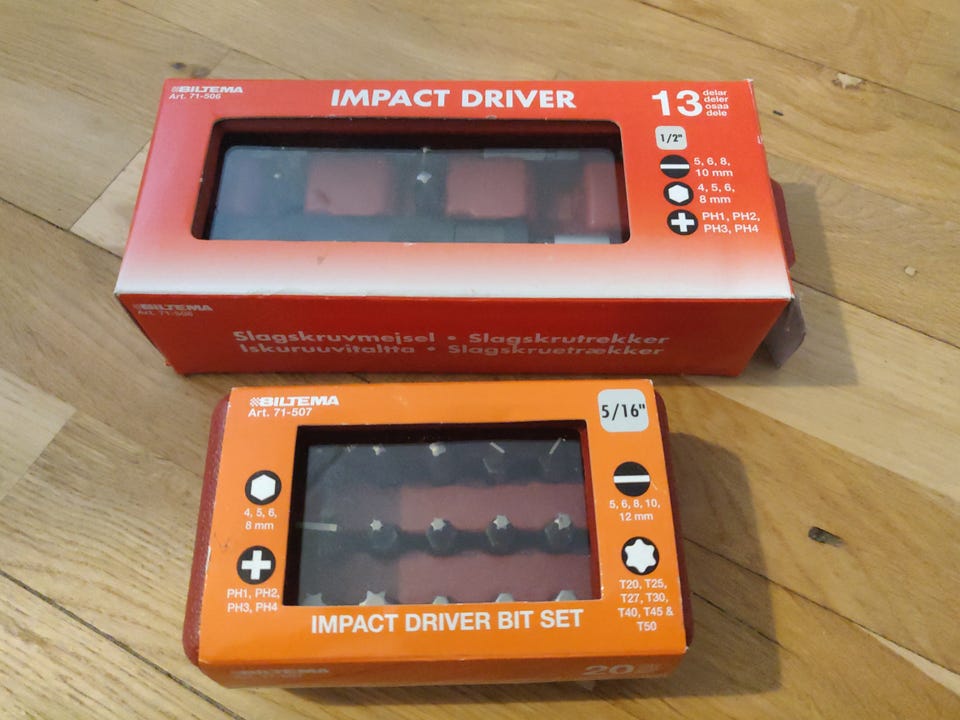 BILTEMA
Art. 71-506
IMPACT DRIVER
13
delar
deler
osaa
dele
1/2"
5, 6, 8,
10 mm
4, 5, 6,
8 mm
PH1, PH2,
PH3, PH4
BILTEMA
Art. 71-506
Slagskruvmejsel • Slagskrutrekker
Iskuruuvitaltta • Slagskruetrækker
BILTEMA
Art. 71-507
5/16"
4, 5, 6,
8 mm
PH1, PH2,
PH3, PH4
5, 6, 8, 10,
12 mm
T20, T25,
T27, T30,
T40, T45 &
T50
IMPACT DRIVER BIT SET
BILTEMA
20